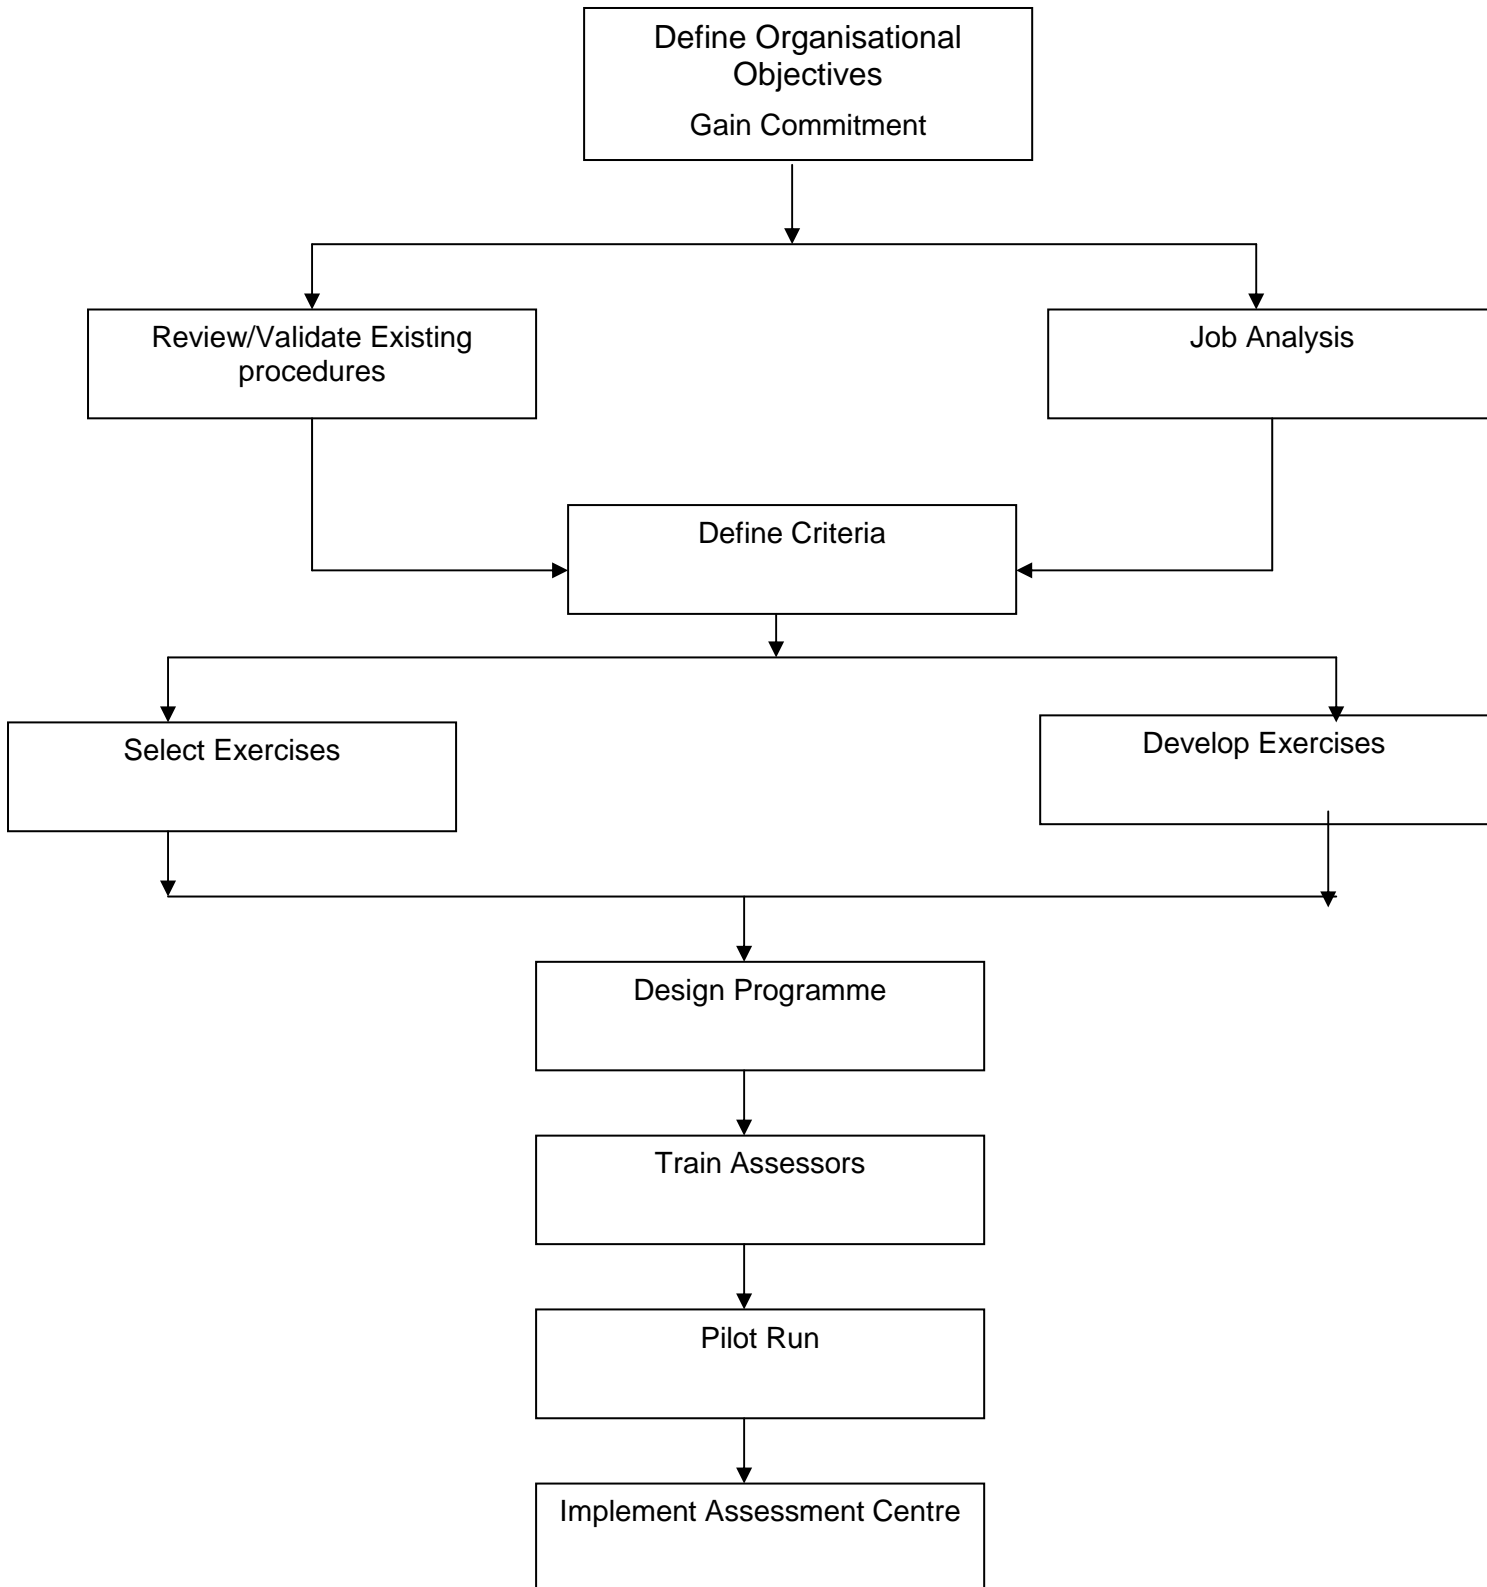 Define Organisational
Objectives
Gain Commitment
Review/Validate Existing
procedures
Job Analysis
Define Criteria
Select Exercises
Develop Exercises
Design Programme
Train Assessors
Pilot Run
Implement Assessment Centre